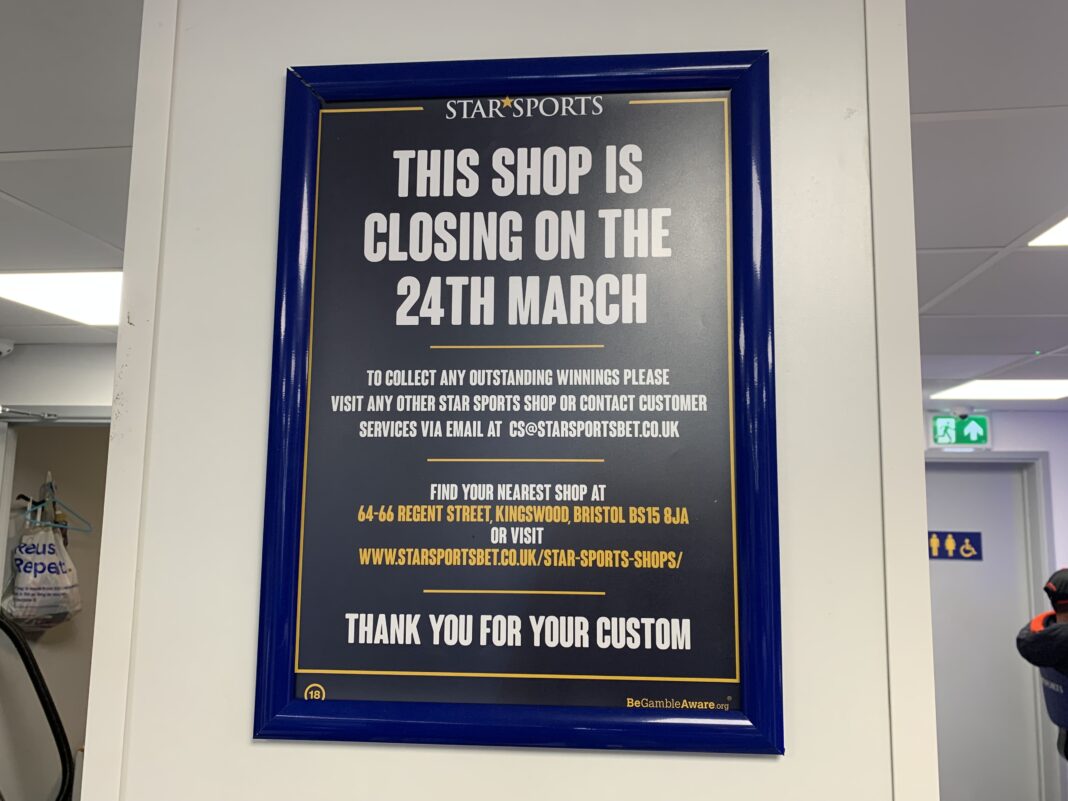 STAR SPORTS
THIS SHOP IS
CLOSING ON THE
24TH MARCH
TO COLLECT ANY OUTSTANDING WINNINGS PLEASE
VISIT ANY OTHER STAR SPORTS SHOP OR CONTACT CUSTOMER
SERVICES VIA EMAIL AT CS@STARSPORTSBET.CO.UK
FIND YOUR NEAREST SHOP AT
64-66 REGENT STREET, KINGSWOOD, BRISTOL BS15 8JA
OR VISIT
WWW.STARSPORTSBET.CO.UK/STAR-SPORTS-SHOPS/
THANK YOU FOR YOUR CUSTOM
18
BeGambleAware.org®
Repeat.